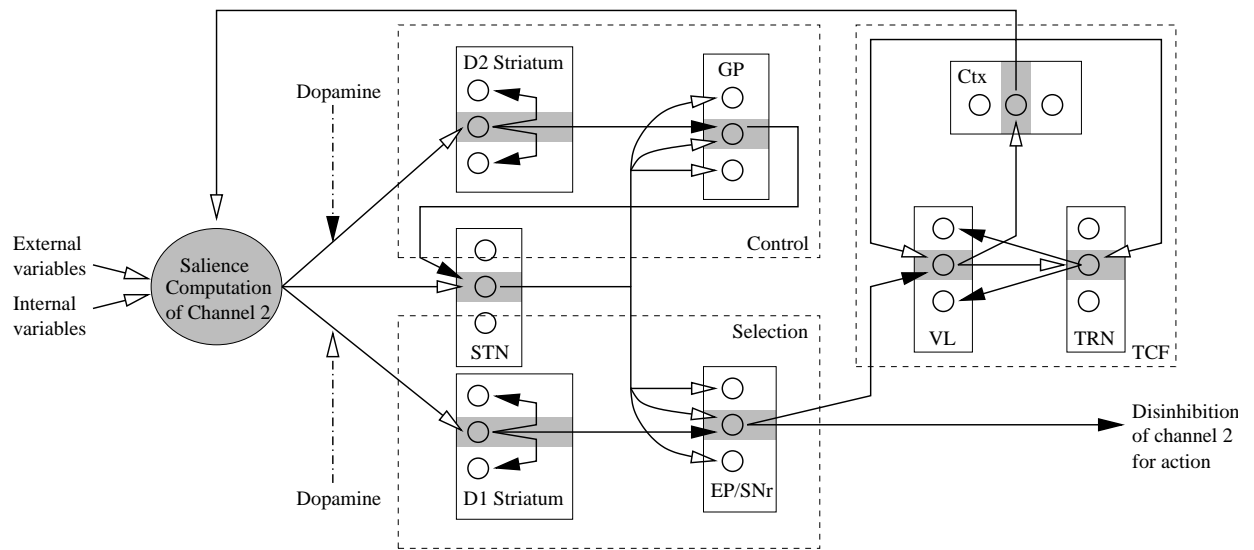 D2 Striatum
GP
Ctx
Dopamine
Control
External
variables
Internal
variables
Salience
Computation
of Channel 2
STN
Selection
VL
TRN
TCF
Dopamine
D1 Striatum
EP/SNr
Disinhibition
of channel 2
for action